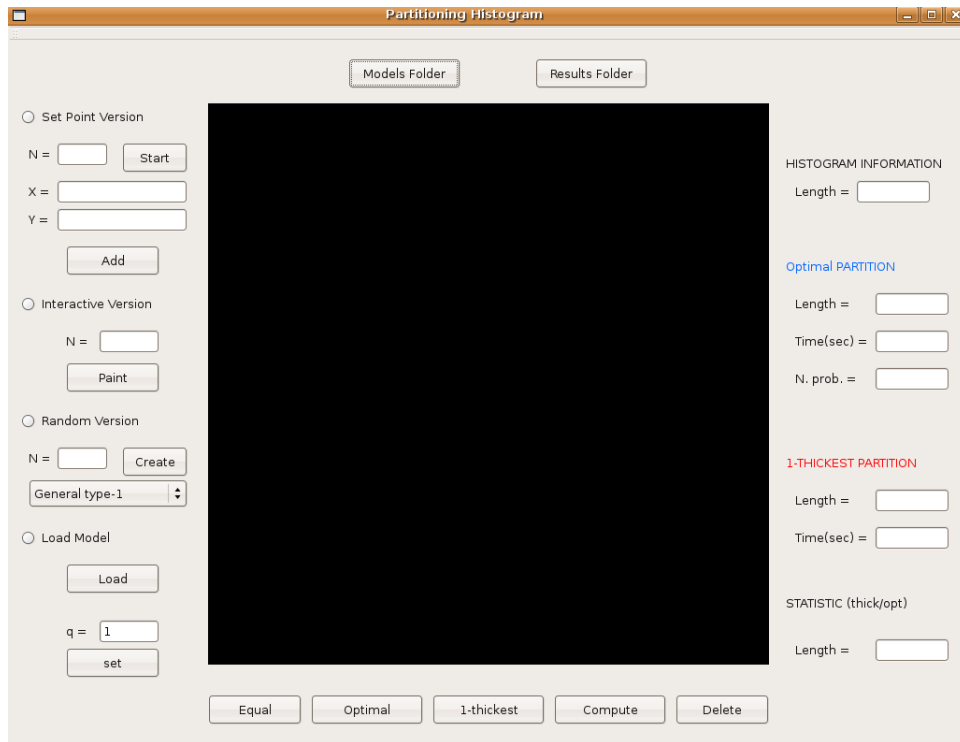 Partitioning Histogram
Models Folder Results Folder
Set Point Version
N = Start
X =
Y =
Add
Interactive Version
N =
Paint
Random Version
N = Create
General type-1
Load Model
Load
q = 1
set
HISTOGRAM INFORMATION
Length =
Optimal PARTITION
Length =
Time(sec) =
N. prob. =
1-THICKEST PARTITION
Length =
Time(sec) =
STATISTIC (thick/opt)
Length =
Equal Optimal 1-thickest Compute Delete